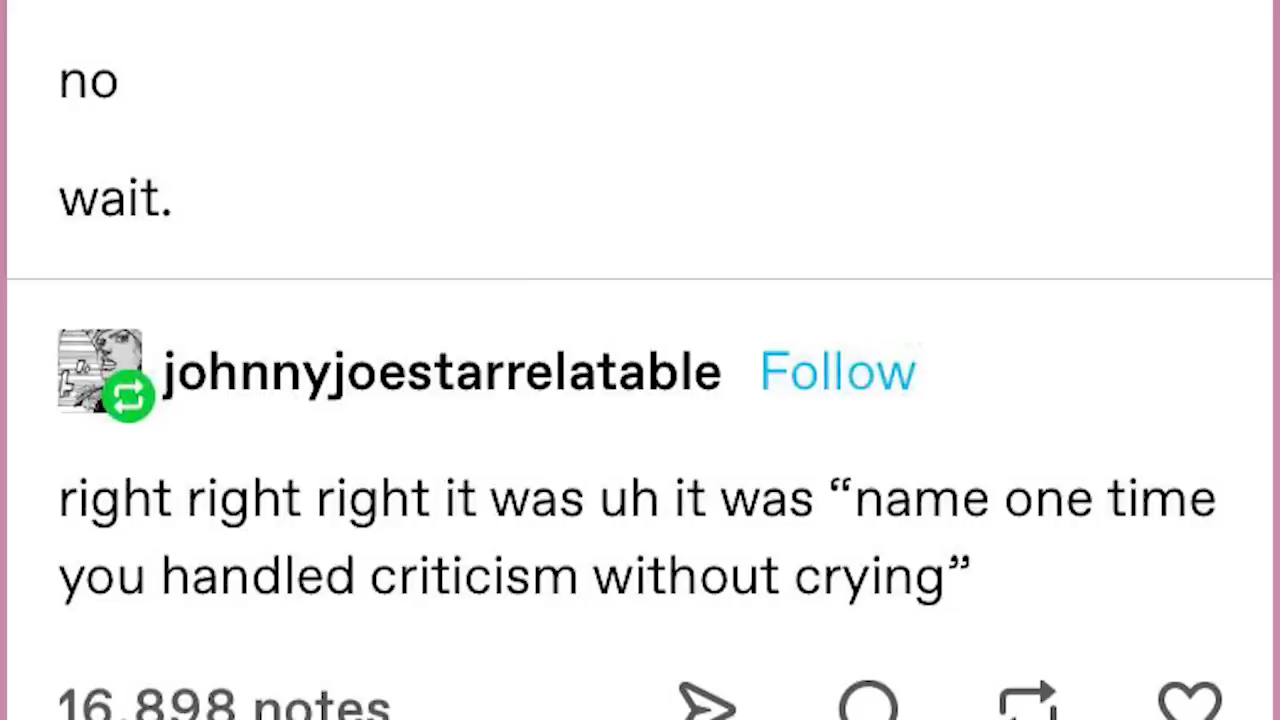 no
wait.
johnnyjoestarrelatable Follow
right right right it was uh it was “name one time
you handled criticism without crying”
16,898 notes